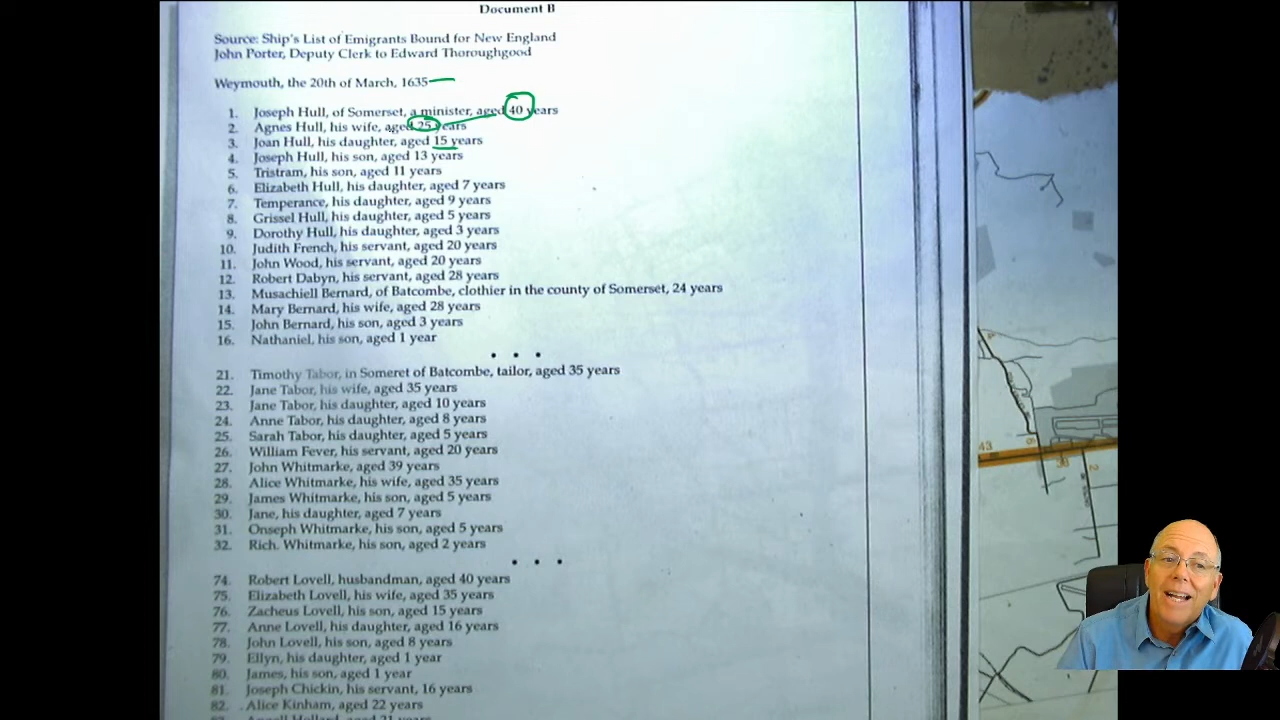 Document B
Source: Ship's List of Emigrants Bound for New England
John Porter, Deputy Clerk to Edward Thoroughgood
Weymouth, the 20th of March, 1635
1. Joseph Hull, of Somerset, a minister, aged 40 years
2. Agnes Hull, his wife, aged 25 years
3. Joan Hull, his daughter, aged 15 years
4. Joseph Hull, his son, aged 13 years
5. Tristram, his son, aged 11 years
6. Elizabeth Hull, his daughter, aged 7 years
7. Temperance, his daughter, aged 9 years
8. Grissel Hull, his daughter, aged 5 years
9. Dorothy Hull, his daughter, aged 3 years
10. Judith French, his servant, aged 20 years
11. John Wood, his servant, aged 20 years
12. Robert Dabyn, his servant, aged 28 years
13. Musachiell Bernard, of Batcombe, clothier in the county of Somerset, 24 years
14. Mary Bernard, his wife, aged 28 years
15. John Bernard, his son, aged 3 years
16. Nathaniel, his son, aged 1 year
• • •
21. Timothy Tabor, in Someret of Batcombe, tailor, aged 35 years
22. Jane Tabor, his wife, aged 35 years
23. Jane Tabor, his daughter, aged 10 years
24. Anne Tabor, his daughter, aged 8 years
25. Sarah Tabor, his daughter, aged 5 years
26. William Fever, his servant, aged 20 years
27. John Whitmarke, aged 39 years
28. Alice Whitmarke, his wife, aged 35 years
29. James Whitmarke, his son, aged 5 years
30. Jane, his daughter, aged 7 years
31. Onseph Whitmarke, his son, aged 5 years
32. Rich. Whitmarke, his son, aged 2 years
• • •
74. Robert Lovell, husbandman, aged 40 years
75. Elizabeth Lovell, his wife, aged 35 years
76. Zacheus Lovell, his son, aged 15 years
77. Anne Lovell, his daughter, aged 16 years
78. John Lovell, his son, aged 8 years
79. Ellyn, his daughter, aged 1 year
80. James, his son, aged 1 year
81. Joseph Chickin, his servant, 16 years
82. Alice Kinham, aged 22 years
43